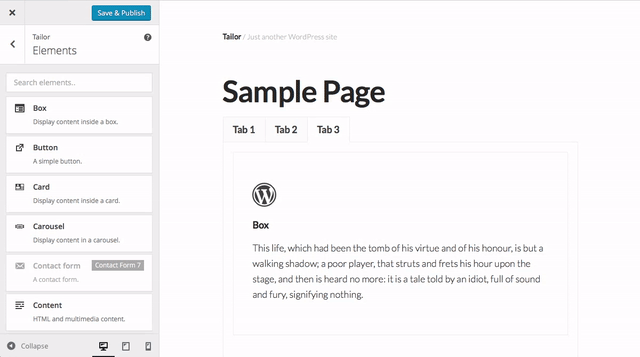 Save & Publish
Tailor
Elements
Search elements..
Box
Display content inside a box.
Button
A simple button.
Card
Display content inside a card.
Carousel
Display content in a carousel.
Contact form
Contact Form 7
A contact form.
Content
HTML and multimedia content.
Collapse
Tailor / Just another WordPress site
Sample Page
Tab 1 Tab 2 Tab 3
Box
This life, which had been the tomb of his virtue and of his honour, is but a
walking shadow; a poor player, that struts and frets his hour upon the
stage, and then is heard no more: it is a tale told by an idiot, full of sound
and fury, signifying nothing.